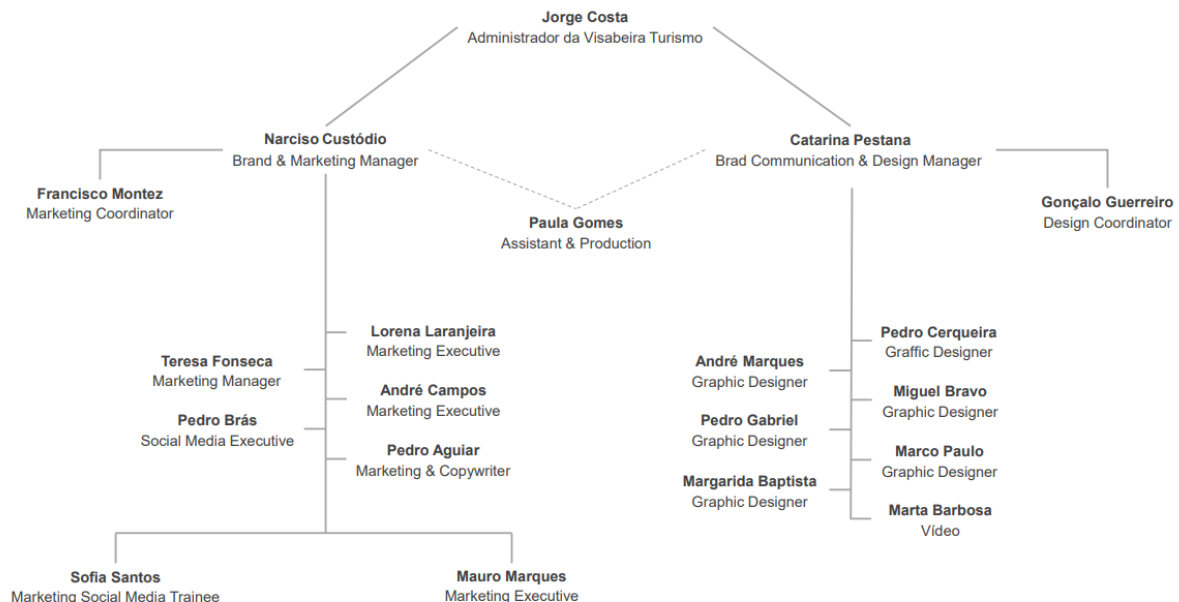 Jorge Costa
Administrador da Visabeira Turismo
Narciso Custódio
Brand & Marketing Manager
Catarina Pestana
Brad Communication & Design Manager
Francisco Montez
Marketing Coordinator
Paula Gomes
Assistant & Production
Gonçalo Guerreiro
Design Coordinator
Lorena Laranjeira
Marketing Executive
Teresa Fonseca
Marketing Manager
André Campos
Marketing Executive
Pedro Brás
Social Media Executive
Pedro Aguiar
Marketing & Copywriter
Pedro Cerqueira
Graffic Designer
André Marques
Graphic Designer
Miguel Bravo
Graphic Designer
Pedro Gabriel
Graphic Designer
Marco Paulo
Graphic Designer
Margarida Baptista
Graphic Designer
Marta Barbosa
Vídeo
Sofia Santos
Marketing Social Media Trainee
Mauro Marques
Marketing Executive